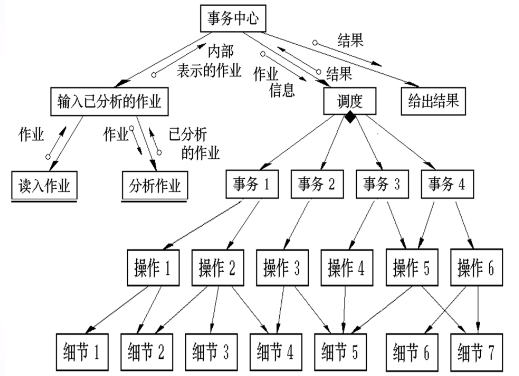 事务中心
内部
表示的作业
作业
信息
结果
结果
输入已分析的作业
调度
给出结果
作业
作业
已分析
的作业
读入作业
分析作业
事务 1
事务 2
事务 3
事务 4
操作 1
操作 2
操作 3
操作 4
操作 5
操作 6
细节 1
细节 2
细节 3
细节 4
细节 5
细节 6
细节 7